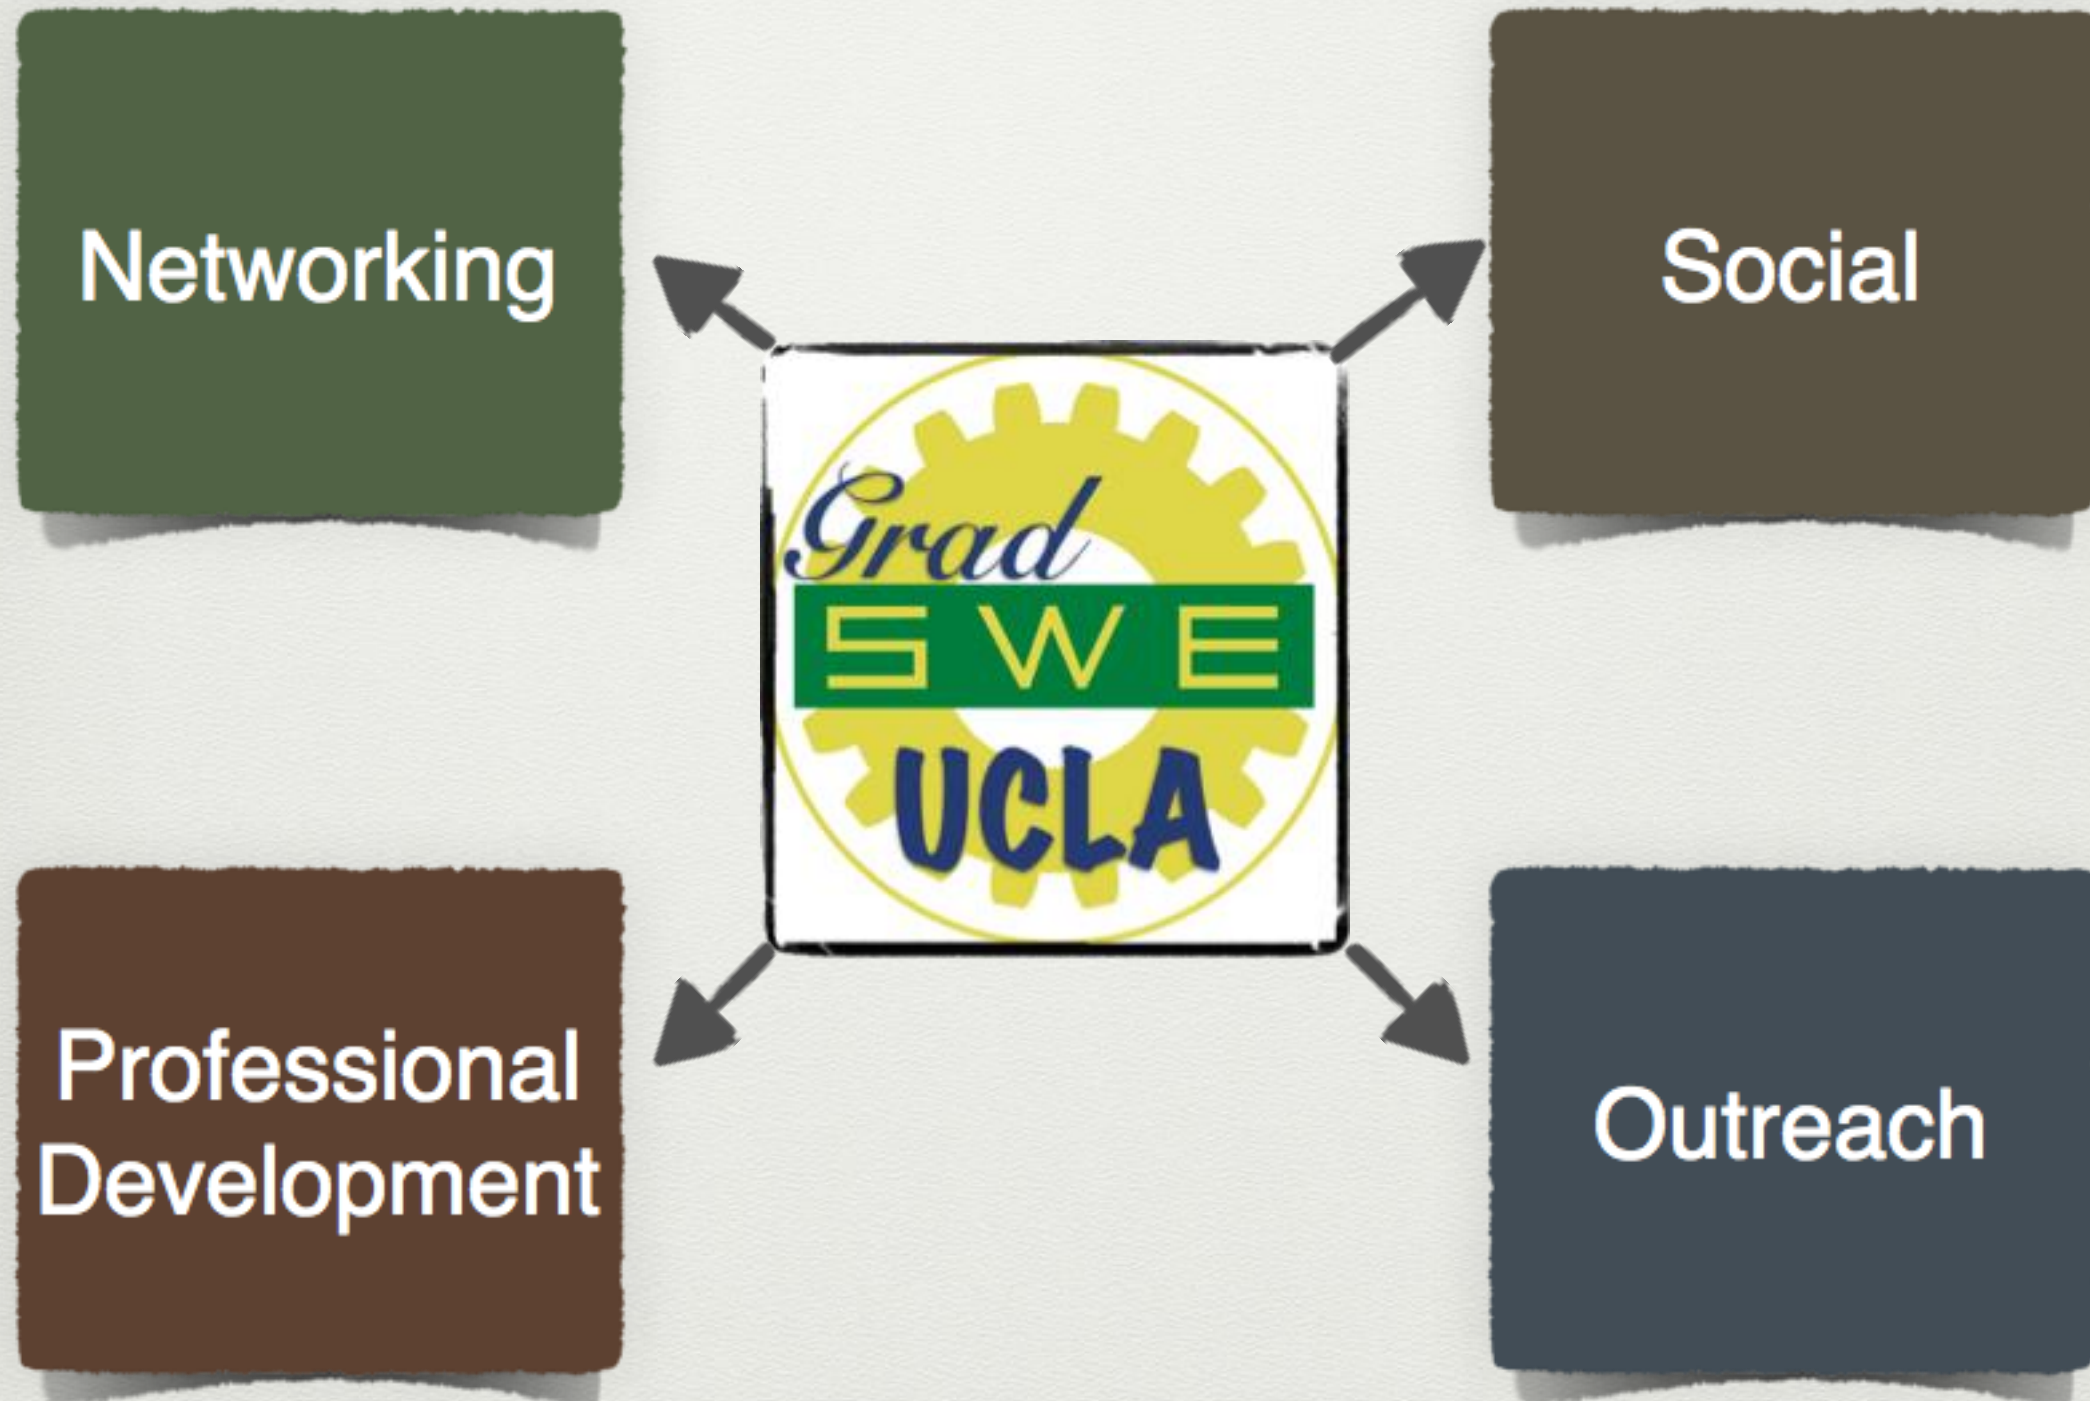 Networking
Social
Grad
SWE
UCLA
Professional
Development
Outreach